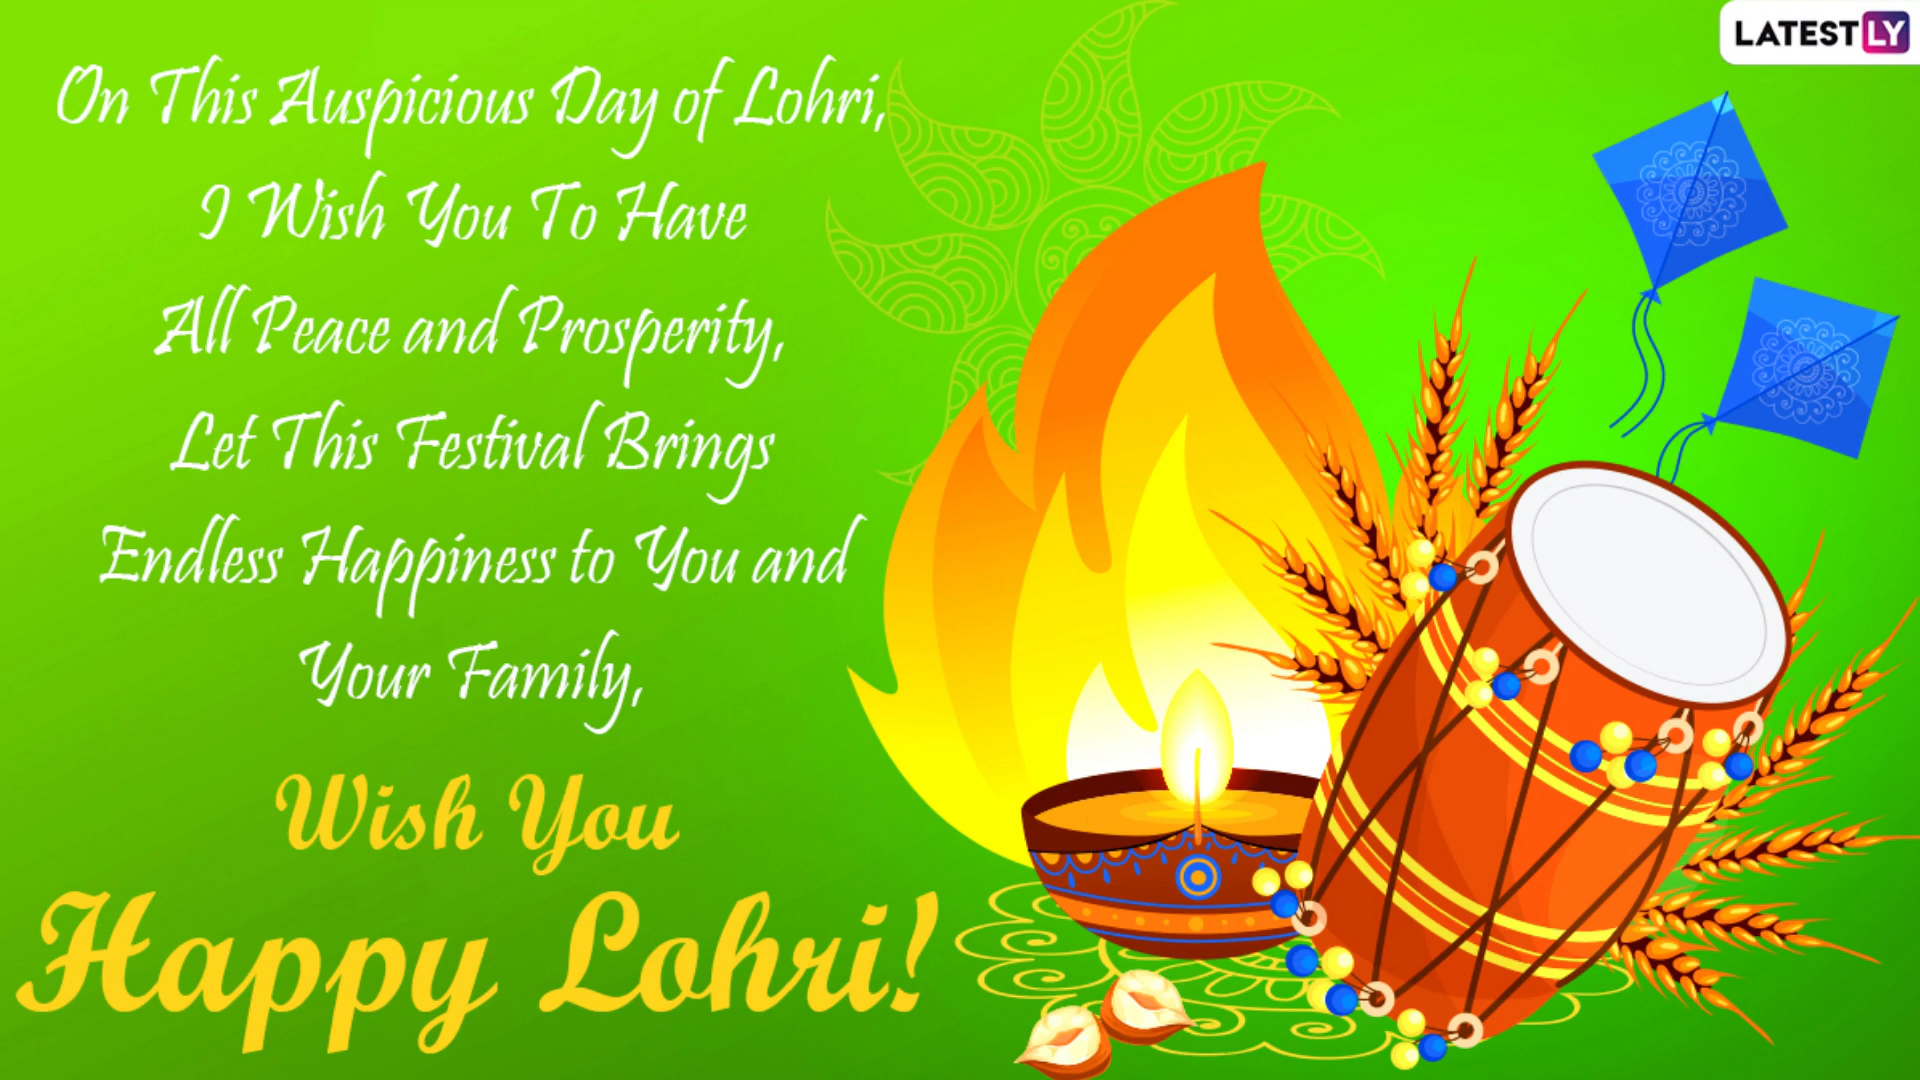 LATESTLY
On This Auspicious Day of Lohri,
I Wish You To Have
All Peace and Prosperity,
Let This Festival Brings
Endless Happiness to You and
Your Family,
Wish You
Happy Lohri!